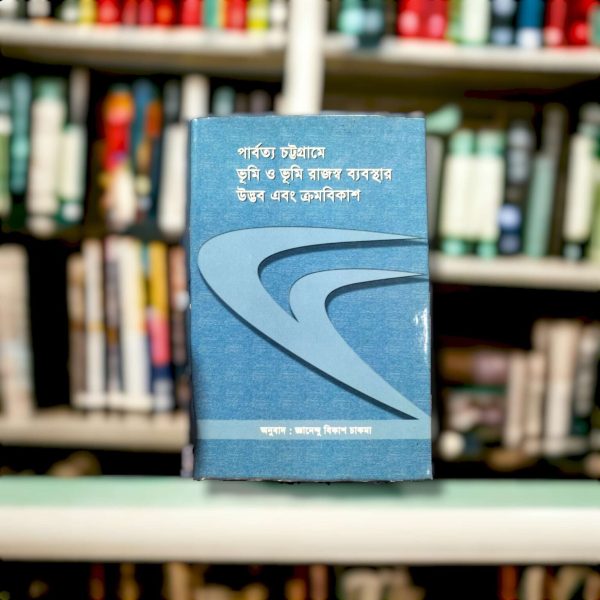 পার্বত্য চট্টগ্রামে
ভূমি ও ভূমি রাজস্ব ব্যবস্থার
উদ্ভব এবং ক্রমবিকাশ
অনুবাদ : জ্ঞানেন্দু বিকাশ চাকমা